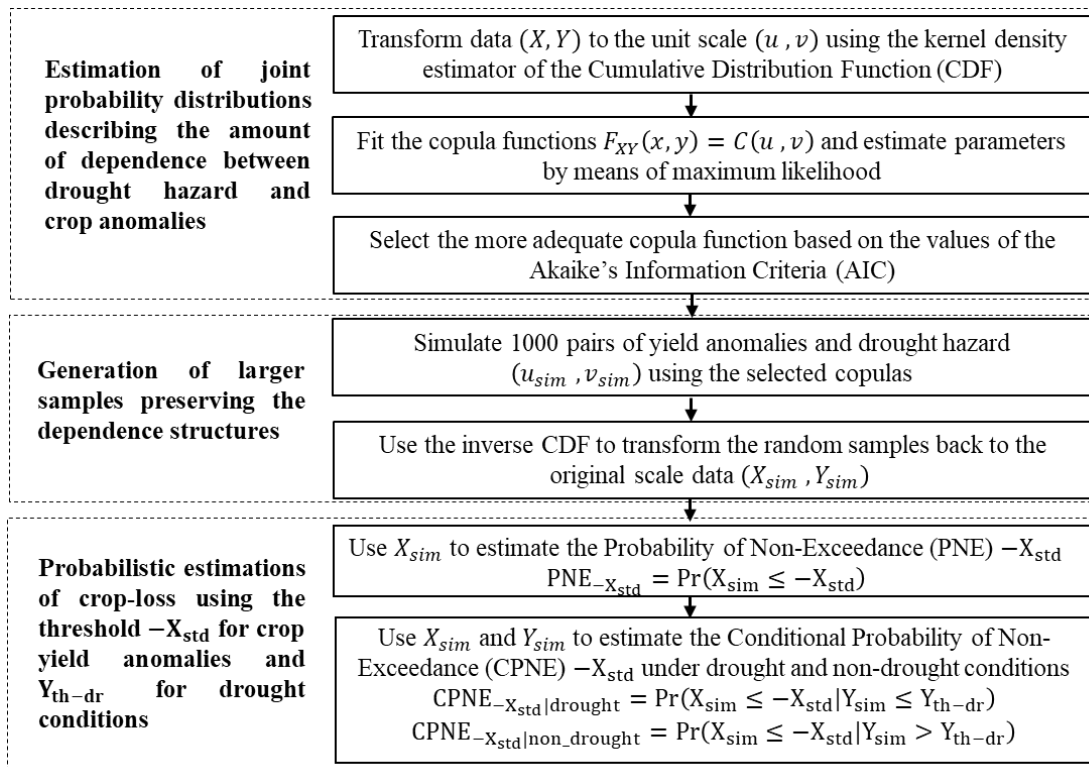 Estimation of joint
probability distributions
describing the amount
of dependence between
drought hazard and
crop anomalies
Transform data (X, Y) to the unit scale (u , v) using the kernel density
estimator of the Cumulative Distribution Function (CDF)
Fit the copula functions F_XY(x, y) = C(u , v) and estimate parameters
by means of maximum likelihood
Select the more adequate copula function based on the values of the
Akaike's Information Criteria (AIC)
Generation of larger
samples preserving the
dependence structures
Simulate 1000 pairs of yield anomalies and drought hazard
(u_sim , v_sim) using the selected copulas
Use the inverse CDF to transform the random samples back to the
original scale data (X_sim , Y_sim)
Probabilistic estimations
of crop-loss using the
threshold −X_std for crop
yield anomalies and
Y_th−dr for drought
conditions
Use X_sim to estimate the Probability of Non-Exceedance (PNE) −X_std
PNE_−X_std = Pr(X_sim ≤ −X_std)
Use X_sim and Y_sim to estimate the Conditional Probability of Non-
Exceedance (CPNE) −X_std under drought and non-drought conditions
CPNE_−X_std|drought = Pr(X_sim ≤ −X_std|Y_sim ≤ Y_th−dr)
CPNE_−X_std|non_drought = Pr(X_sim ≤ −X_std|Y_sim > Y_th−dr)